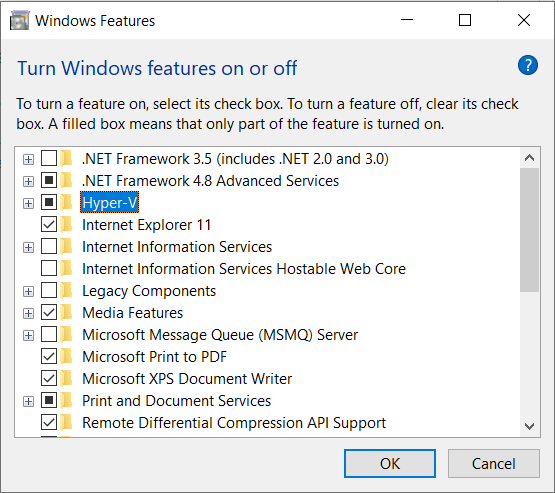 Windows Features
Turn Windows features on or off
?
To turn a feature on, select its check box. To turn a feature off, clear its check
box. A filled box means that only part of the feature is turned on.
.NET Framework 3.5 (includes .NET 2.0 and 3.0)
.NET Framework 4.8 Advanced Services
Hyper-V
Internet Explorer 11
Internet Information Services
Internet Information Services Hostable Web Core
Legacy Components
Media Features
Microsoft Message Queue (MSMQ) Server
Microsoft Print to PDF
Microsoft XPS Document Writer
Print and Document Services
Remote Differential Compression API Support
OK
Cancel